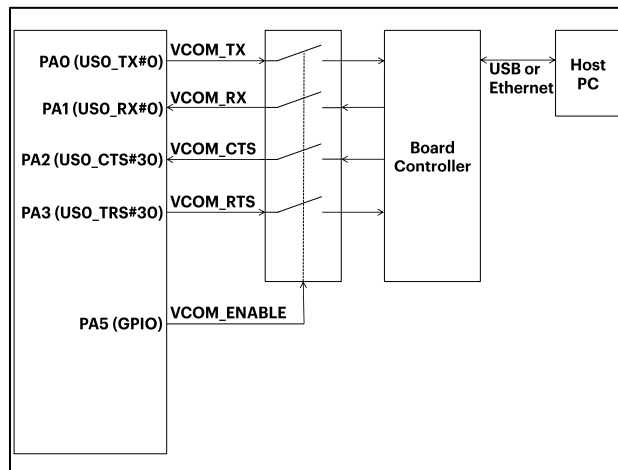 PA0 (US0_TX#0)
VCOM_TX
PA1 (US0_RX#0)
VCOM_RX
PA2 (US0_CTS#30)
VCOM_CTS
PA3 (US0_TRS#30)
VCOM_RTS
PA5 (GPIO)
VCOM_ENABLE
Board
Controller
USB or
Ethernet
Host
PC